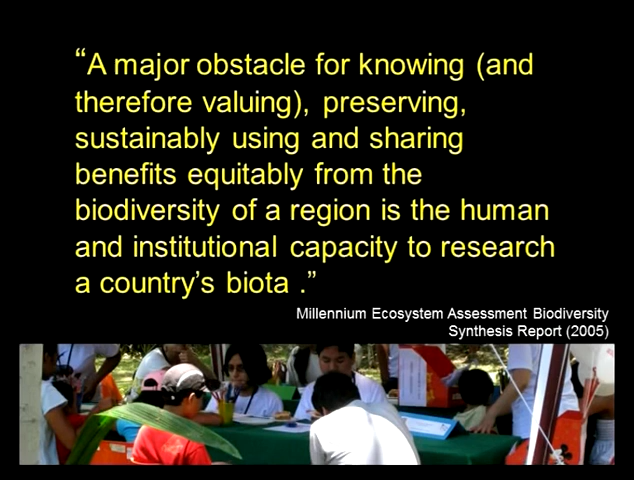 “A major obstacle for knowing (and
therefore valuing), preserving,
sustainably using and sharing
benefits equitably from the
biodiversity of a region is the human
and institutional capacity to research
a country’s biota .”
Millennium Ecosystem Assessment Biodiversity
Synthesis Report (2005)